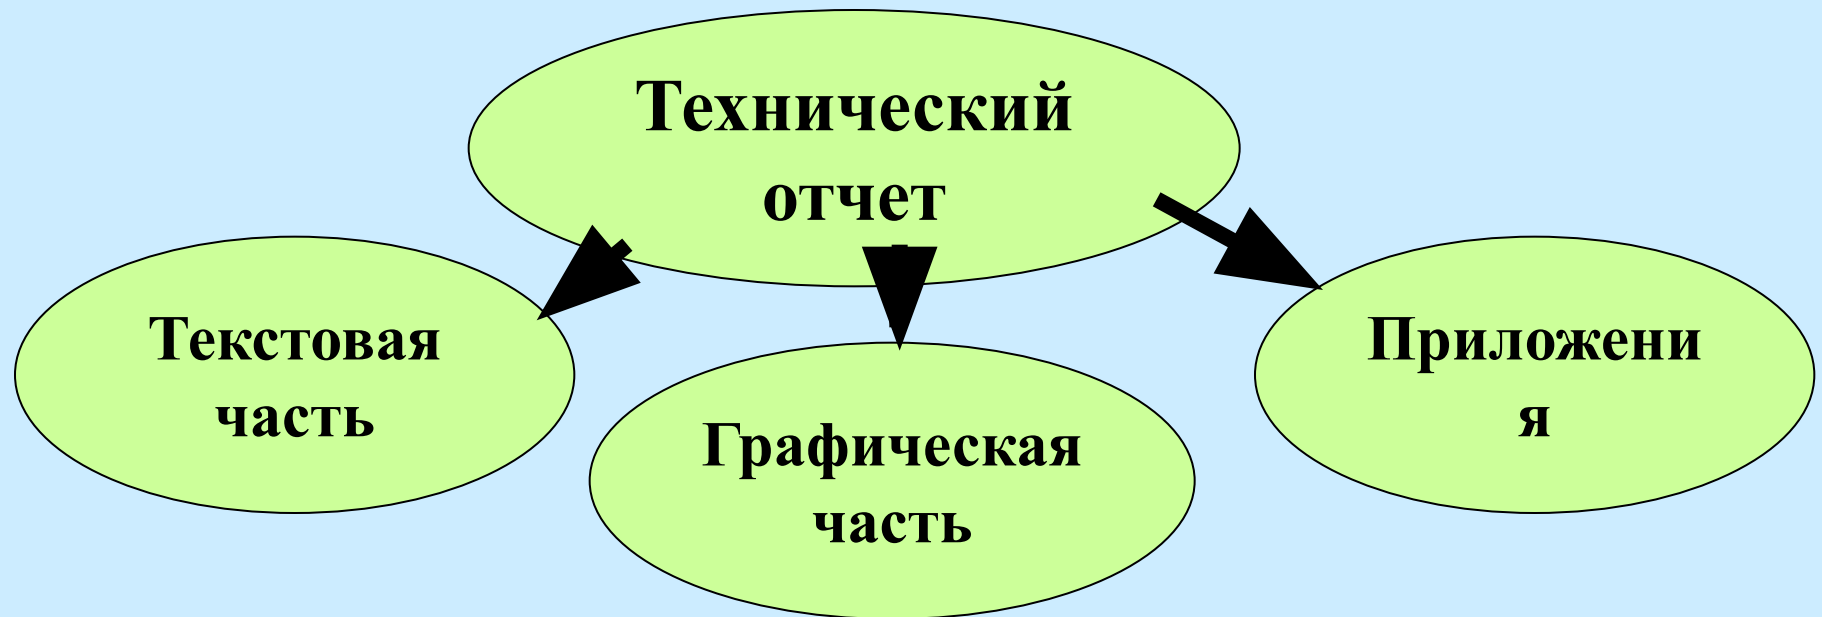 Технический
отчет
Текстовая
часть
Графическая
часть
Приложени
я